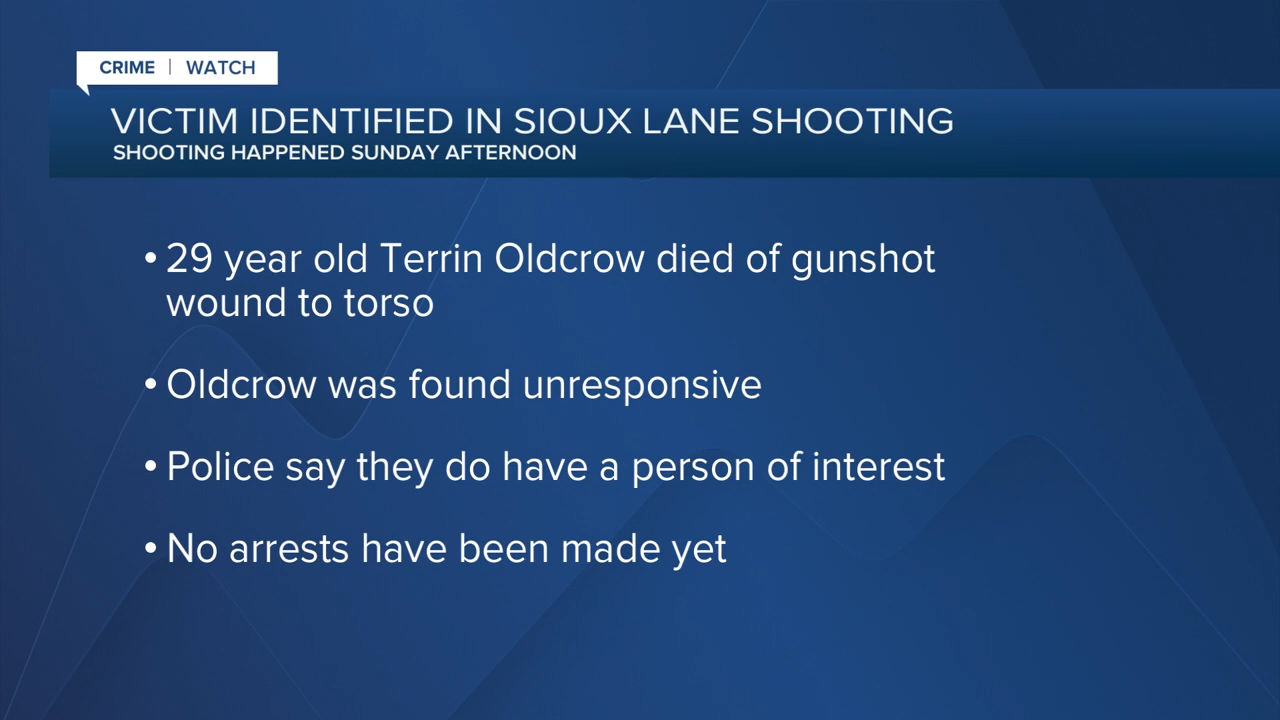 CRIME | WATCH
VICTIM IDENTIFIED IN SIOUX LANE SHOOTING
SHOOTING HAPPENED SUNDAY AFTERNOON
• 29 year old Terrin Oldcrow died of gunshot
wound to torso
• Oldcrow was found unresponsive
• Police say they do have a person of interest
• No arrests have been made yet